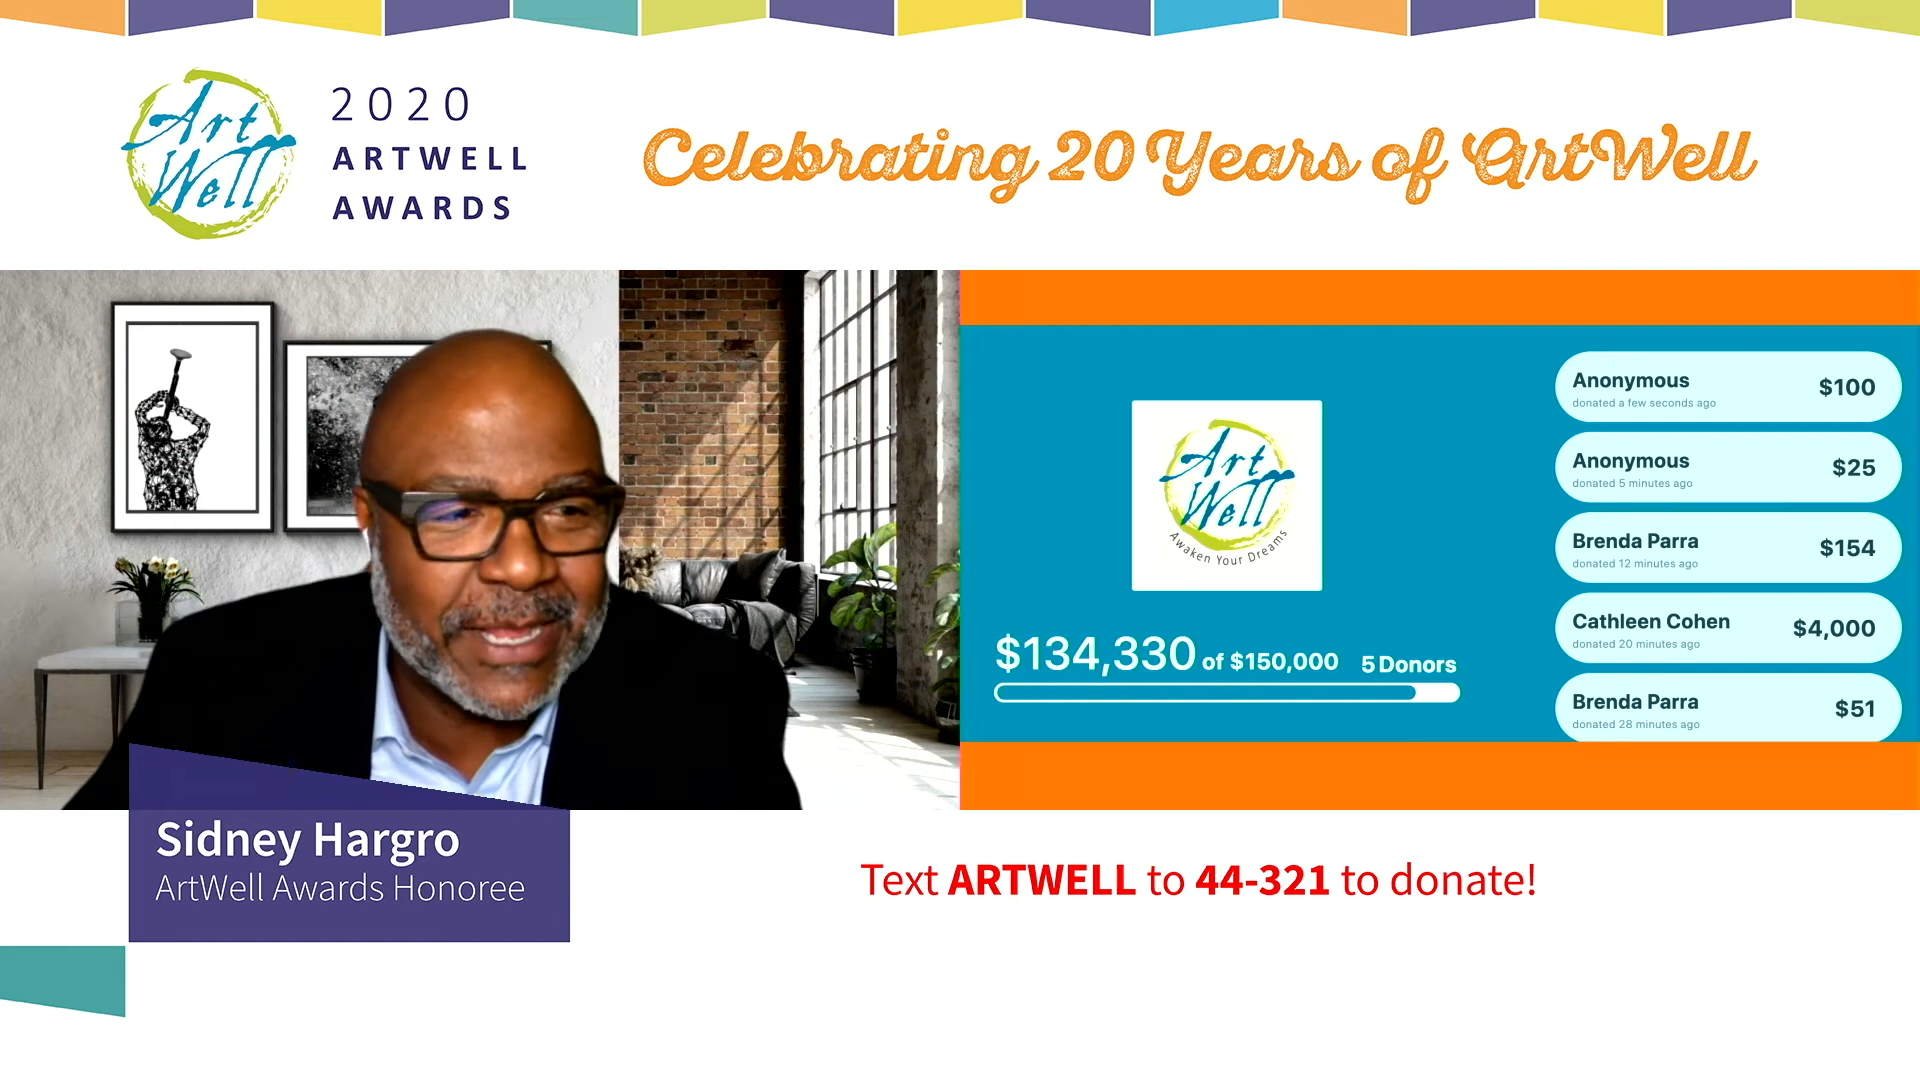 Art
Well
2020
ARTWELL
AWARDS
Celebrating 20 Years of ArtWell
Art
Well
Awaken Your Dreams
$134,330 of $150,000 5 Donors
Anonymous $100
donated a few seconds ago
Anonymous $25
donated 5 minutes ago
Brenda Parra $154
donated 12 minutes ago
Cathleen Cohen $4,000
donated 20 minutes ago
Brenda Parra $51
donated 28 minutes ago
Sidney Hargro
ArtWell Awards Honoree
Text ARTWELL to 44-321 to donate!